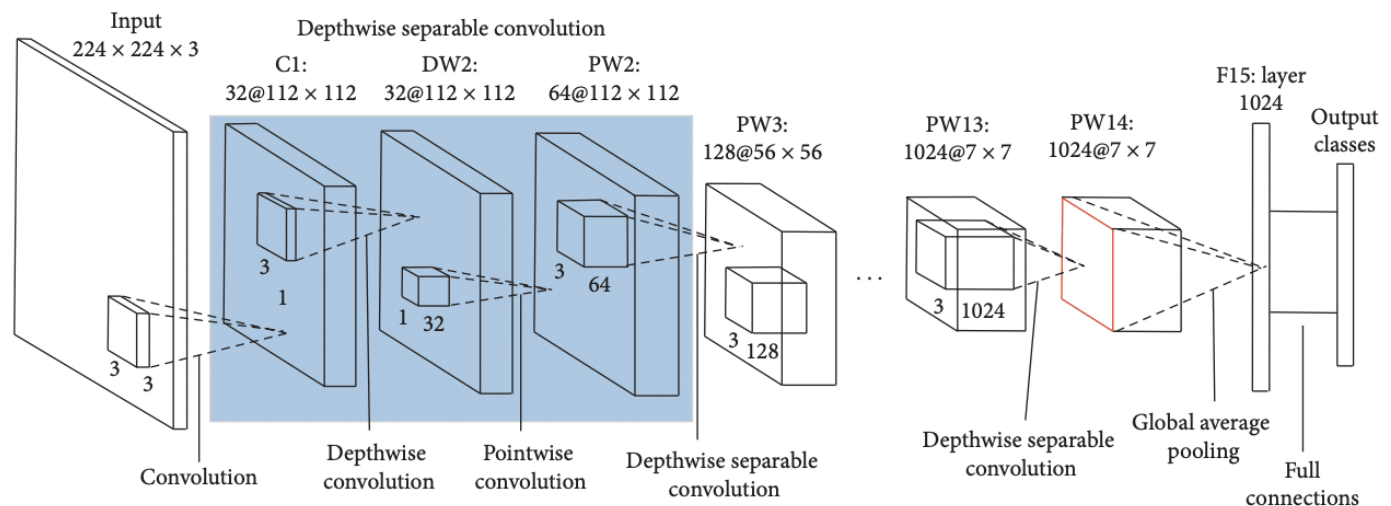 Input
224 × 224 × 3
Depthwise separable convolution
C1:
32@112 × 112
DW2:
32@112 × 112
PW2:
64@112 × 112
PW3:
128@56 × 56
PW13:
1024@7 × 7
PW14:
1024@7 × 7
F15: layer
1024
Output
classes
3
3
3
1
1
32
3
64
3
128
...
3
1024
Convolution
Depthwise
convolution
Pointwise
convolution
Depthwise separable
convolution
Depthwise separable
convolution
Global average
pooling
Full
connections